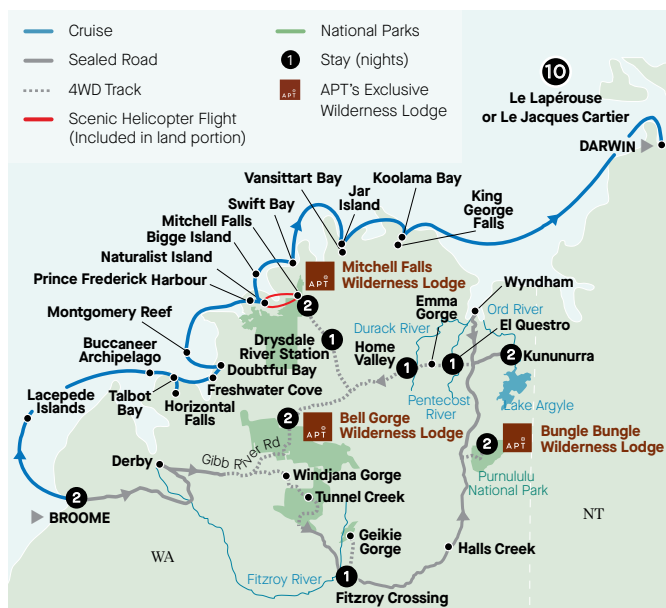 Cruise
Sealed Road
4WD Track
Scenic Helicopter Flight
(Included in land portion)
National Parks
1
Stay (nights)
APT
APT's Exclusive
Wilderness Lodge
10
Le Lapérouse
or Le Jacques Cartier
DARWIN
Vansittart Bay
Jar
Island
Koolama Bay
King
George
Falls
Swift Bay
Mitchell Falls
Bigge Island
Naturalist Island
Prince Frederick Harbour
APT
Mitchell Falls
Wilderness Lodge
2
Wyndham
Emma
Gorge
Ord River
Montgomery Reef
Drysdale
River Station
1
Durack River
El Questro
Home
Valley
1
1
2
Kununurra
Buccaneer
Archipelago
Doubtful Bay
Lacepede
Islands
Talbot
Bay
Freshwater Cove
Horizontal
Falls
Pentecost
River
Lake Argyle
2
APT
Bell Gorge
Wilderness Lodge
2
APT
Bungle Bungle
Wilderness Lodge
Gibb River Rd
Derby
Windjana Gorge
Purnululu
National Park
Tunnel Creek
2
BROOME
Geikie
Gorge
Halls Creek
NT
WA
Fitzroy River
1
Fitzroy Crossing